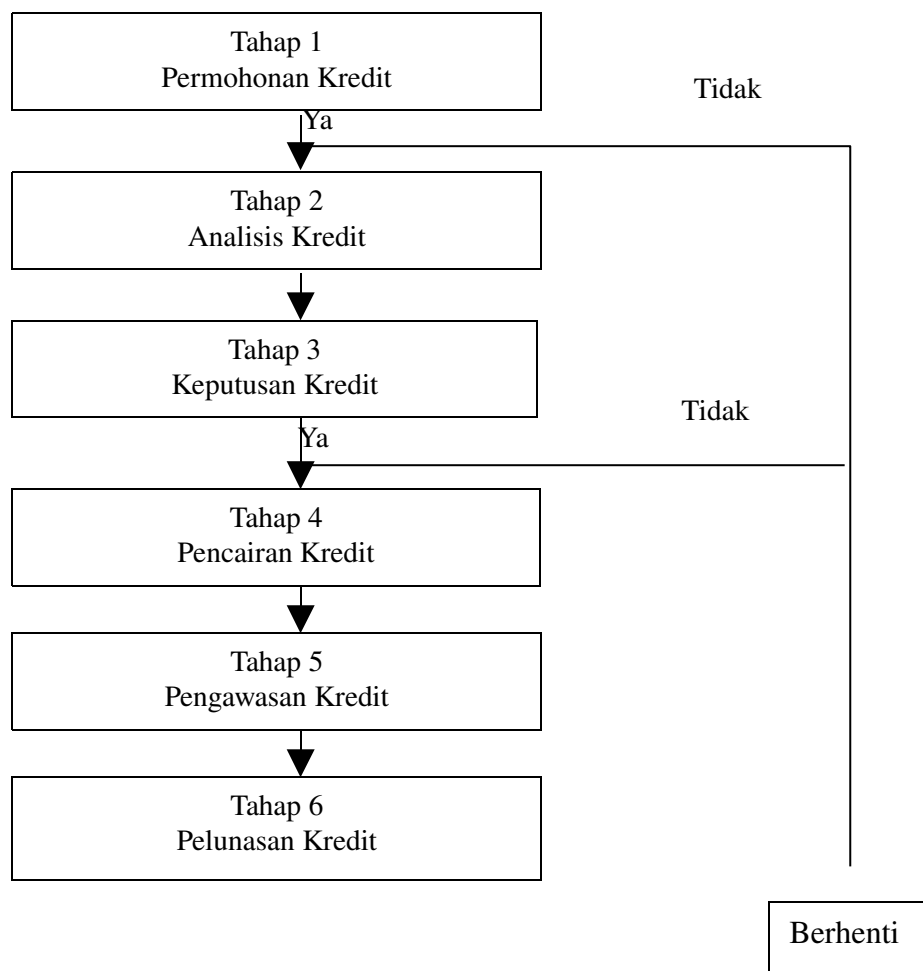 Tahap 1
Permohonan Kredit
Tidak
Ya
Tahap 2
Analisis Kredit
Tahap 3
Keputusan Kredit
Tidak
Ya
Tahap 4
Pencairan Kredit
Tahap 5
Pengawasan Kredit
Tahap 6
Pelunasan Kredit
Berhenti